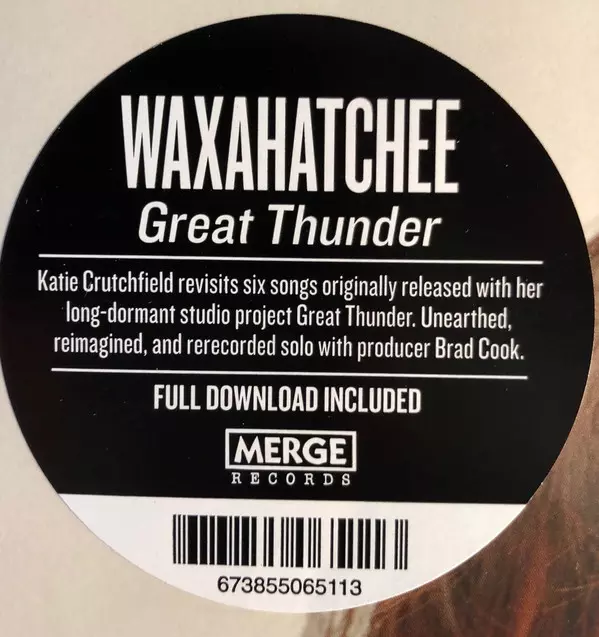 WAXAHATCHEE
Great Thunder
Katie Crutchfield revisits six songs originally released with her
long-dormant studio project Great Thunder. Unearthed,
reimagined, and rerecorded solo with producer Brad Cook.
FULL DOWNLOAD INCLUDED
MERGE
RECORDS
673855065113